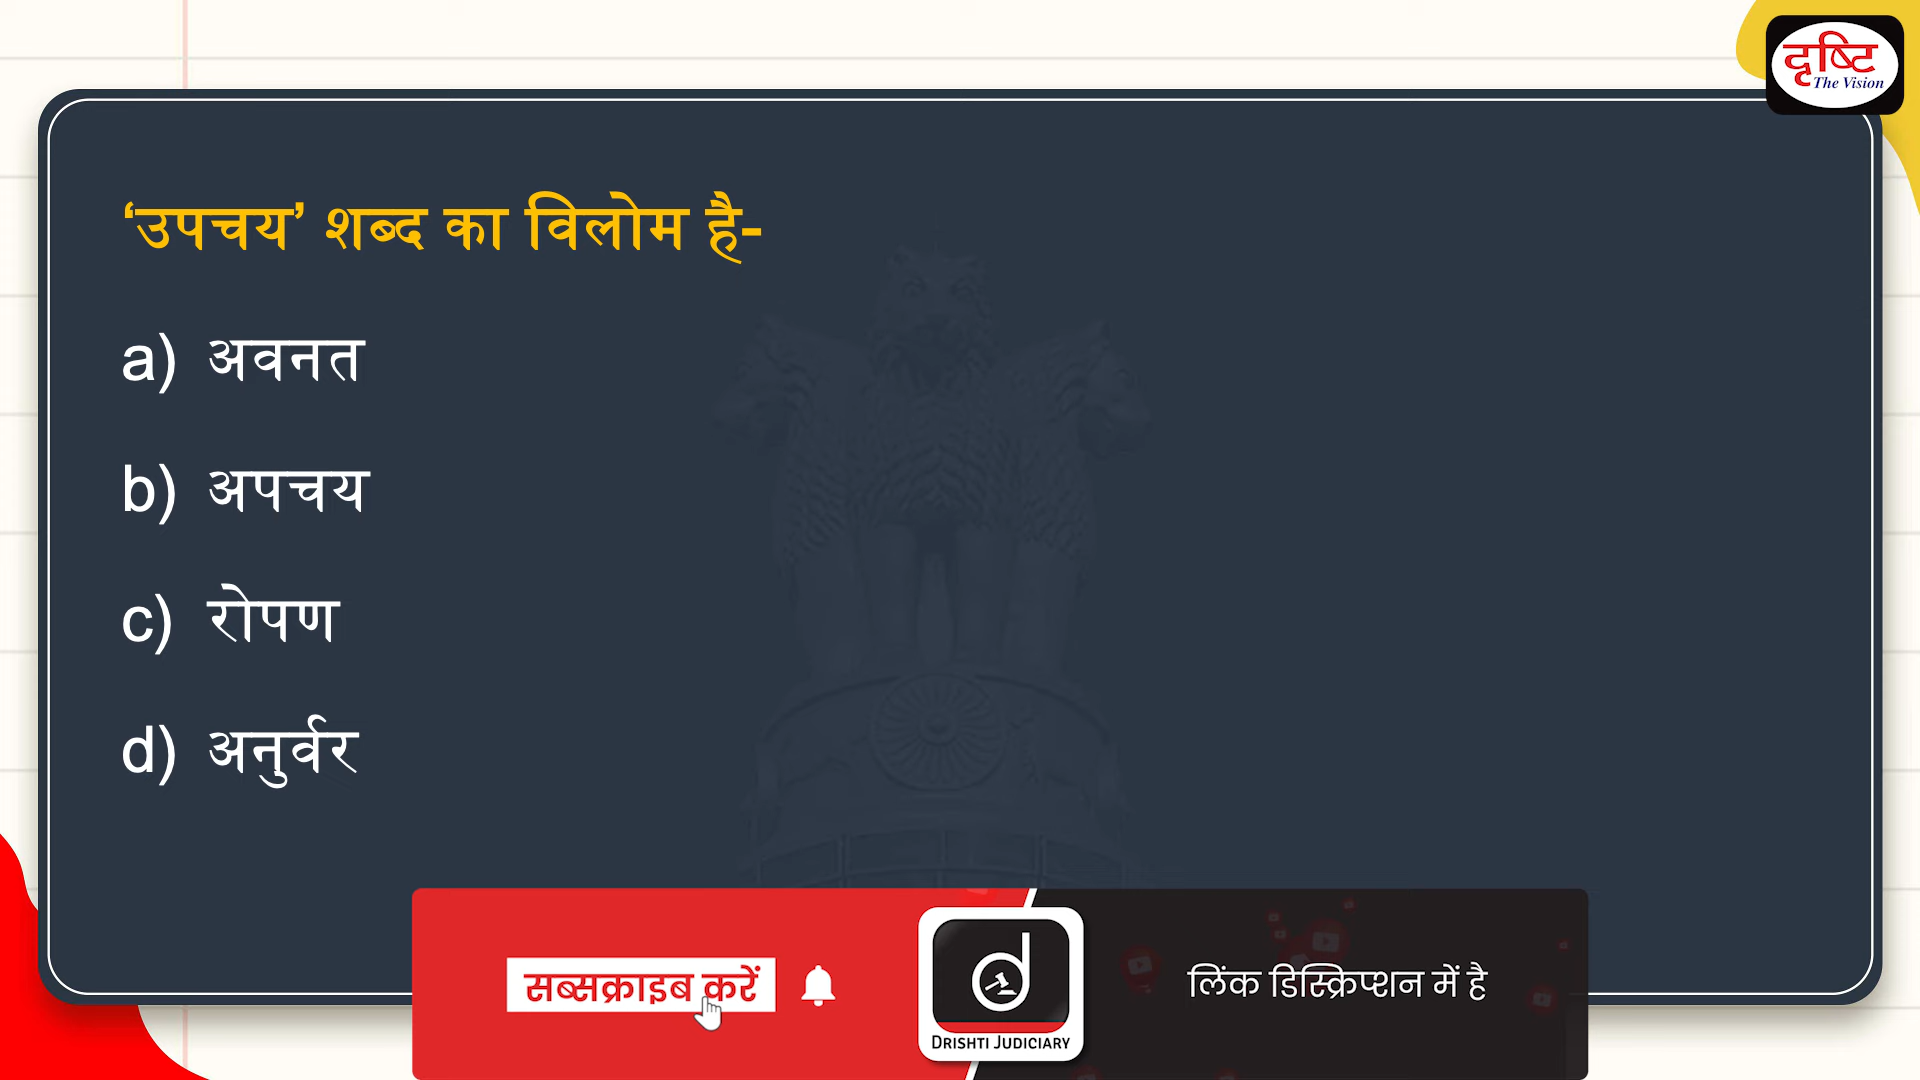 दृष्टि
The Vision
‘उपचय’ शब्द का विलोम है-
a) अवनत
b) अपचय
c) रोपण
d) अनुर्वर
सब्सक्राइब करें
DRISHTI JUDICIARY
लिंक डिस्क्रिप्शन में है